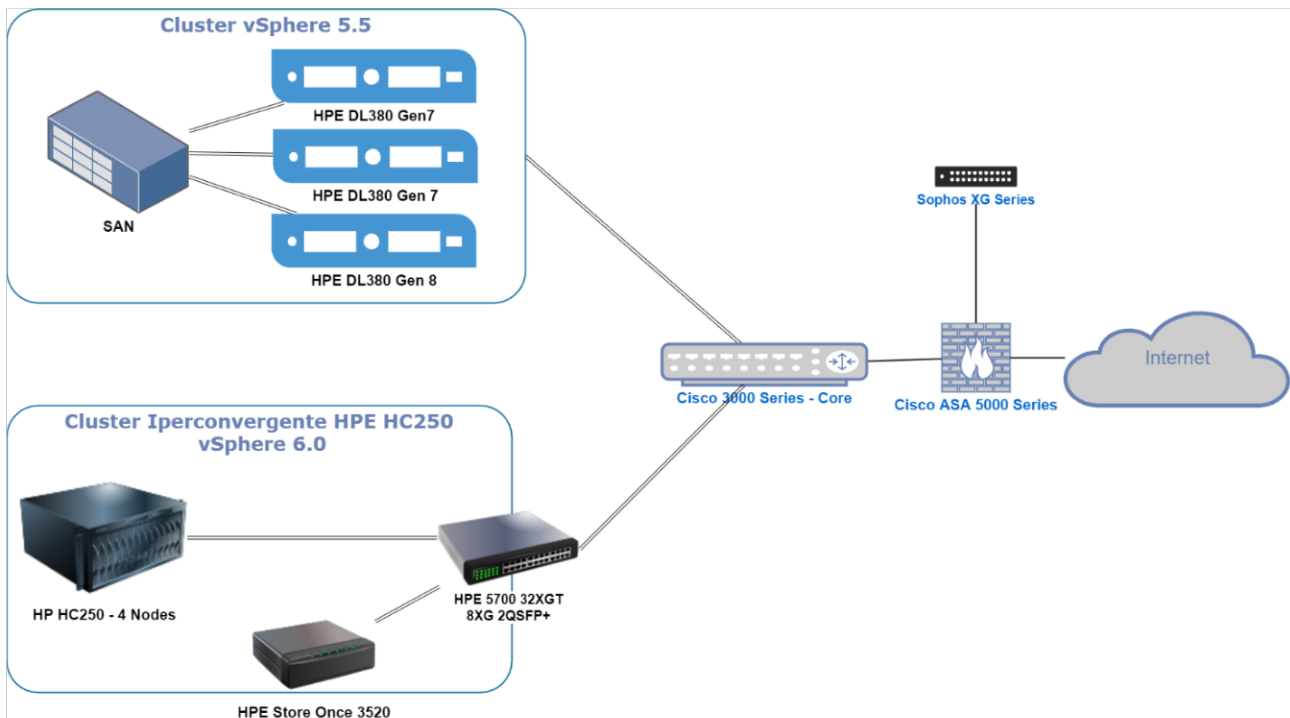 Cluster vSphere 5.5
HPE DL380 Gen7
HPE DL380 Gen 7
SAN
HPE DL380 Gen 8
Sophos XG Series
Internet
Cisco 3000 Series - Core
Cisco ASA 5000 Series
Cluster Iperconvergente HPE HC250
vSphere 6.0
HP HC250 - 4 Nodes
HPE 5700 32XGT
8XG 2QSFP+
HPE Store Once 3520